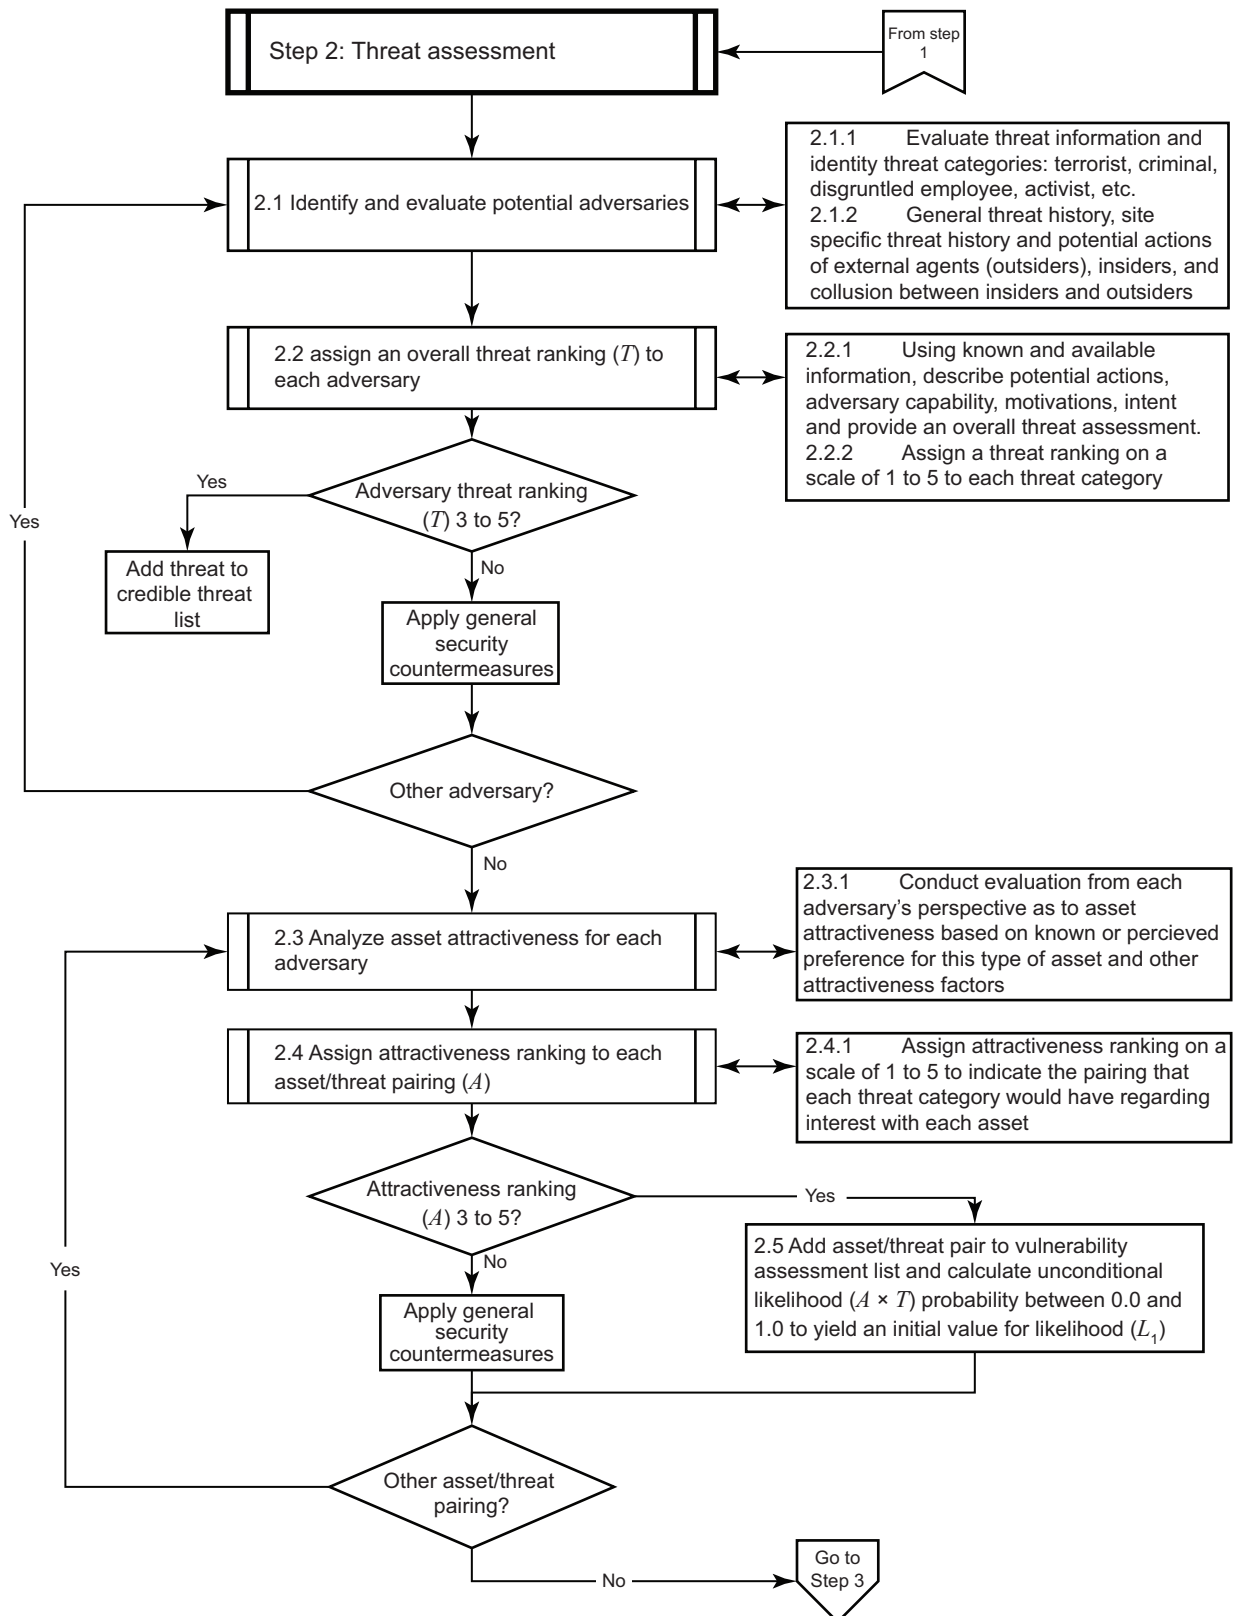 Step 2: Threat assessment
From step
1
2.1 Identify and evaluate potential adversaries
2.1.1 Evaluate threat information and
identity threat categories: terrorist, criminal,
disgruntled employee, activist, etc.
2.1.2 General threat history, site
specific threat history and potential actions
of external agents (outsiders), insiders, and
collusion between insiders and outsiders
2.2 assign an overall threat ranking (T) to
each adversary
2.2.1 Using known and available
information, describe potential actions,
adversary capability, motivations, intent
and provide an overall threat assessment.
2.2.2 Assign a threat ranking on a
scale of 1 to 5 to each threat category
Adversary threat ranking
(T) 3 to 5?
Yes
Yes
Add threat to
credible threat
list
No
Apply general
security
countermeasures
Other adversary?
No
2.3 Analyze asset attractiveness for each
adversary
2.3.1 Conduct evaluation from each
adversary's perspective as to asset
attractiveness based on known or percieved
preference for this type of asset and other
attractiveness factors
2.4 Assign attractiveness ranking to each
asset/threat pairing (A)
2.4.1 Assign attractiveness ranking on a
scale of 1 to 5 to indicate the pairing that
each threat category would have regarding
interest with each asset
Attractiveness ranking
(A) 3 to 5?
Yes
2.5 Add asset/threat pair to vulnerability
assessment list and calculate unconditional
likelihood (A × T) probability between 0.0 and
1.0 to yield an initial value for likelihood (L₁)
No
Yes
Apply general
security
countermeasures
Other asset/threat
pairing?
No
Go to
Step 3